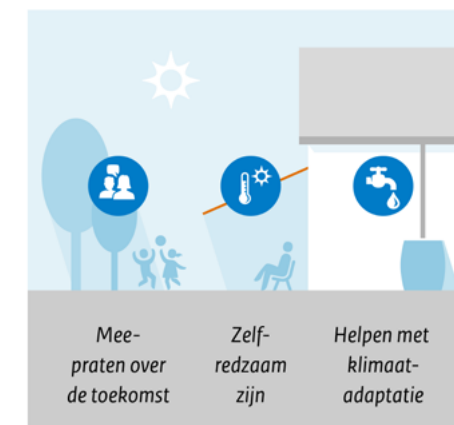 Mee-
praten over
de toekomst
Zelf-
redzaam
zijn
Helpen met
klimaat-
adaptatie